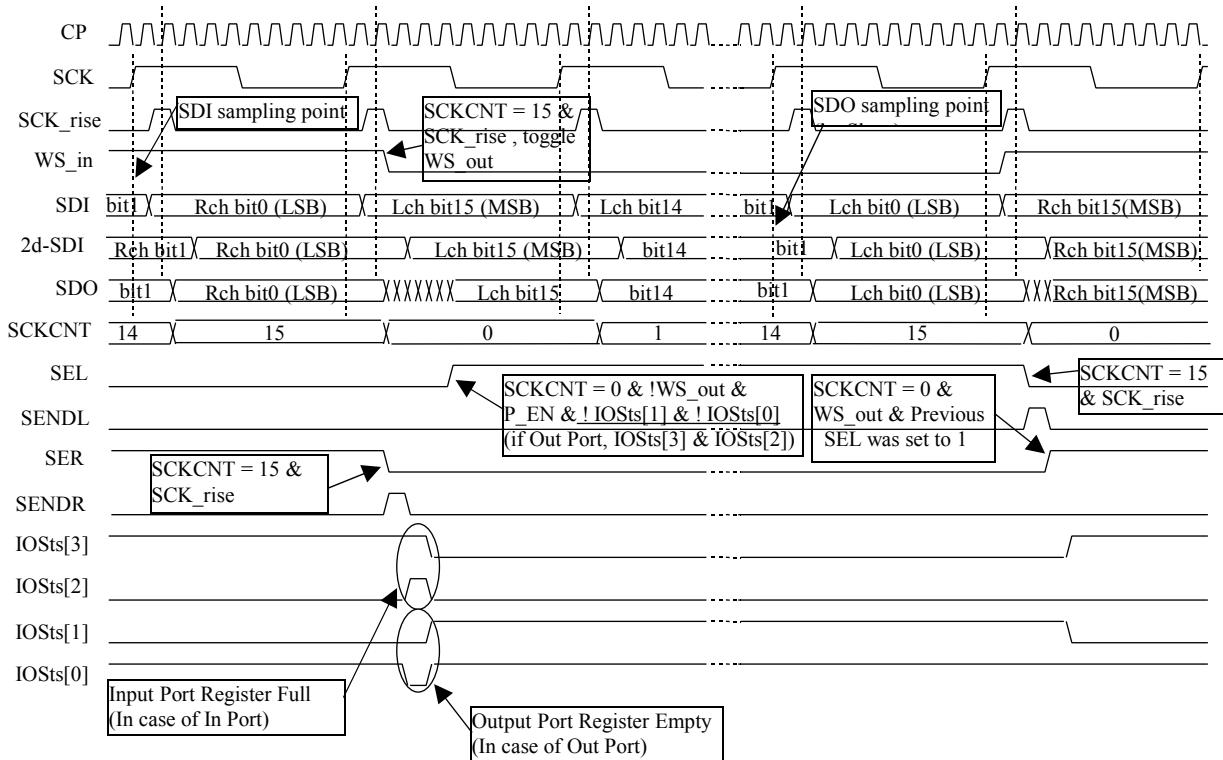 CP
SCK
SDI sampling point
SCKCNT = 15 &
SCK_rise , toggle
WS_out
SDO sampling point
SCK_rise
WS_in
SDI bit1 Rch bit0 (LSB) Lch bit15 (MSB) Lch bit14 bit1 Lch bit0 (LSB) Rch bit15(MSB)
2d-SDI Rch bit1 Rch bit0 (LSB) Lch bit15 (MSB) bit14 bit1 Lch bit0 (LSB) Rch bit15(MSB)
SDO bit1 Rch bit0 (LSB) Lch bit15 bit14 bit1 Lch bit0 (LSB) Rch bit15(MSB)
SCKCNT 14 15 0 1 14 15 0
SEL
SCKCNT = 0 & !WS_out &
P_EN & ! IOSts[1] & ! IOSts[0]
(if Out Port, IOSts[3] & IOSts[2])
SCKCNT = 0 &
WS_out & Previous
SEL was set to 1
SCKCNT = 15
& SCK_rise
SENDL
SER
SCKCNT = 15 &
SCK_rise
SENDR
IOSts[3]
IOSts[2]
IOSts[1]
IOSts[0]
Input Port Register Full
(In case of In Port)
Output Port Register Empty
(In case of Out Port)